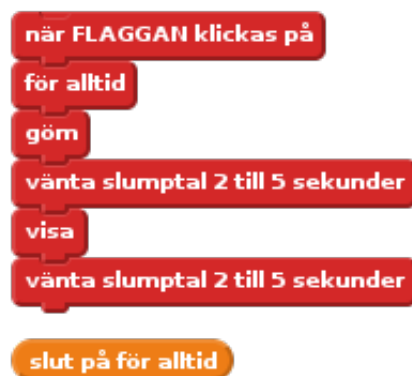 när FLAGGAN klickas på
för alltid
göm
vänta slumptal 2 till 5 sekunder
visa
vänta slumptal 2 till 5 sekunder
slut på för alltid